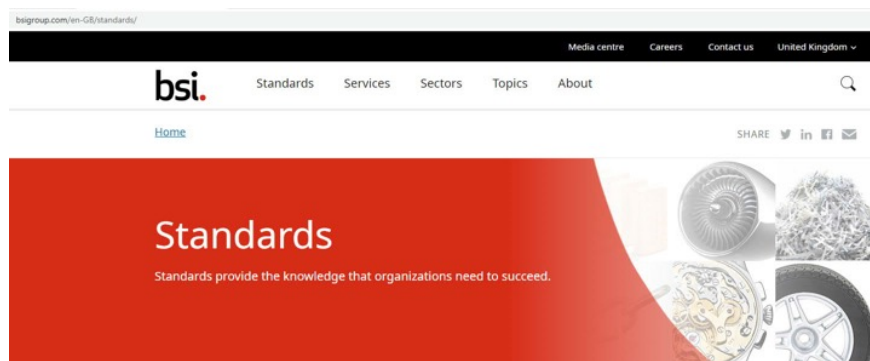 bsigroup.com/en-GB/standards/
Media centre Careers Contact us United Kingdom
bsi.
Standards Services Sectors Topics About
Home
SHARE
Standards
Standards provide the knowledge that organizations need to succeed.